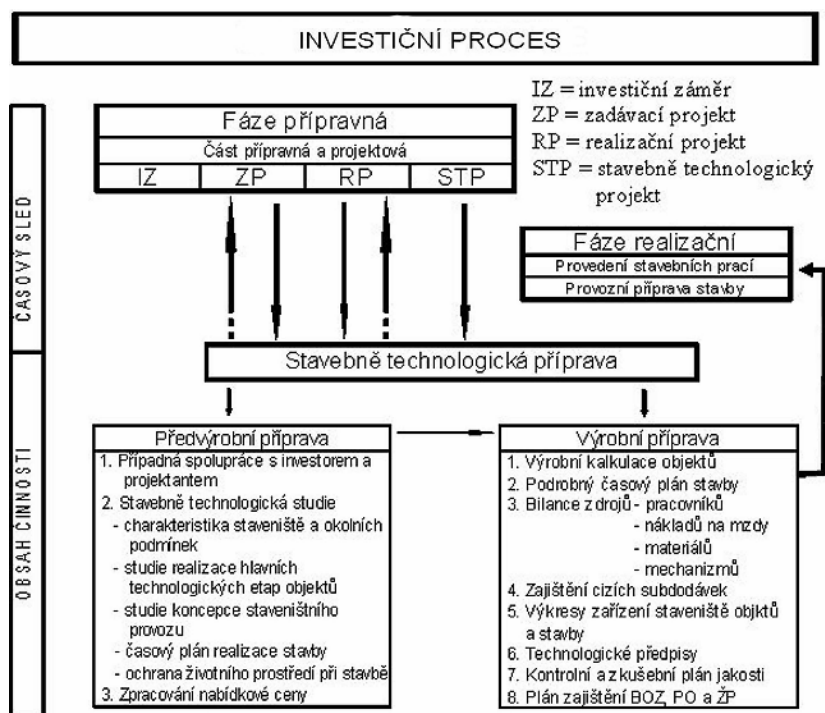 INVESTIČNÍ PROCES
IZ = investiční záměr
ZP = zadávací projekt
RP = realizační projekt
STP = stavebně technologický
projekt
ČASOVÝ SLED
Fáze přípravná
Část přípravná a projektová
IZ ZP RP STP
Fáze realizační
Provedení stavebních prací
Provozní příprava stavby
Stavebně technologická příprava
OBSAH ČINNOSTI
Předvýrobní příprava
1. Případná spolupráce s investorem a
projektantem
2. Stavebně technologická studie
- charakteristika staveniště a okolních
podmínek
- studie realizace hlavních
technologických etap objektů
- studie koncepce staveništního
provozu
- časový plán realizace stavby
- ochrana životního prostředí při stavbě
3. Zpracování nabídkové ceny
Výrobní příprava
1. Výrobní kalkulace objektů
2. Podrobný časový plán stavby
3. Bilance zdrojů - pracovníků
- nákladů na mzdy
- materiálů
- mechanizmů
4. Zajištění cizích subdodávek
5. Výkresy zařízení staveniště objktů
a stavby
6. Technologické předpisy
7. Kontrolní a zkušební plán jakosti
8. Plán zajištění BOZ, PO a ŽP